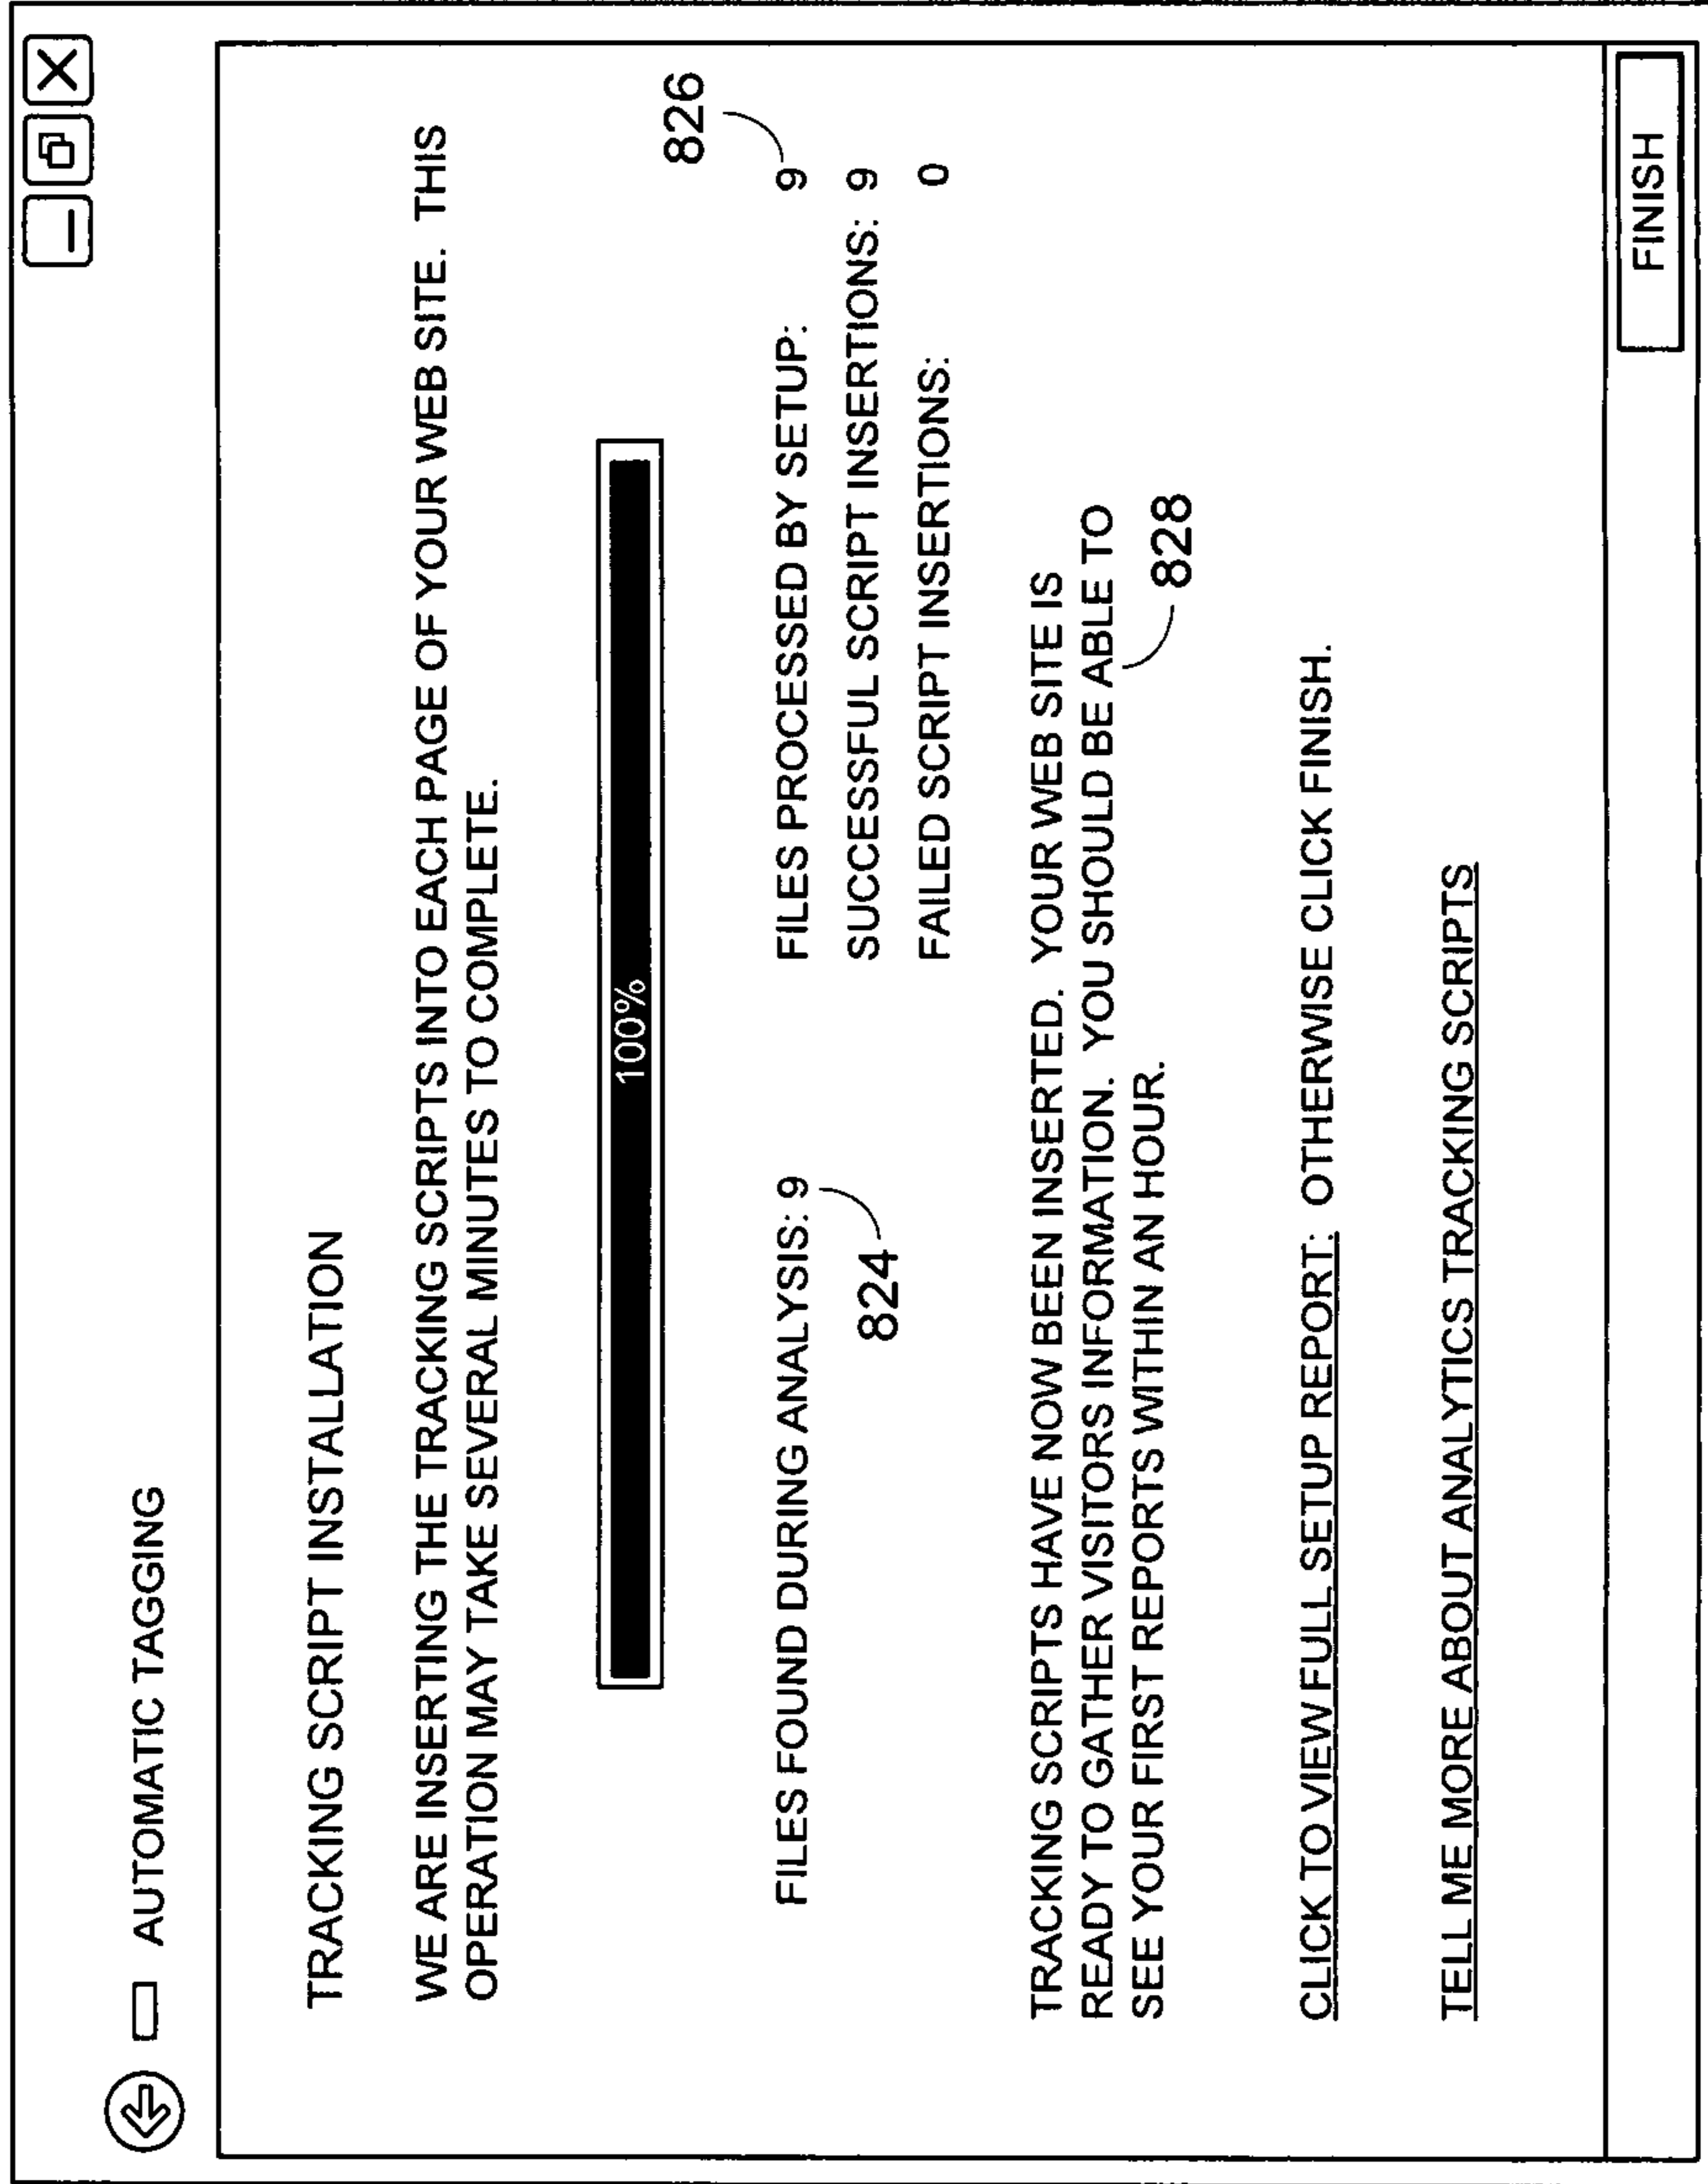 AUTOMATIC TAGGING
TRACKING SCRIPT INSTALLATION
WE ARE INSERTING THE TRACKING SCRIPTS INTO EACH PAGE OF YOUR WEB SITE. THIS
OPERATION MAY TAKE SEVERAL MINUTES TO COMPLETE.
100%
826
FILES FOUND DURING ANALYSIS: 9 FILES PROCESSED BY SETUP: 9
824
SUCCESSFUL SCRIPT INSERTIONS: 9
FAILED SCRIPT INSERTIONS: 0
TRACKING SCRIPTS HAVE NOW BEEN INSERTED. YOUR WEB SITE IS
READY TO GATHER VISITORS INFORMATION. YOU SHOULD BE ABLE TO
SEE YOUR FIRST REPORTS WITHIN AN HOUR.
828
CLICK TO VIEW FULL SETUP REPORT: OTHERWISE CLICK FINISH.
TELL ME MORE ABOUT ANALYTICS TRACKING SCRIPTS
FINISH